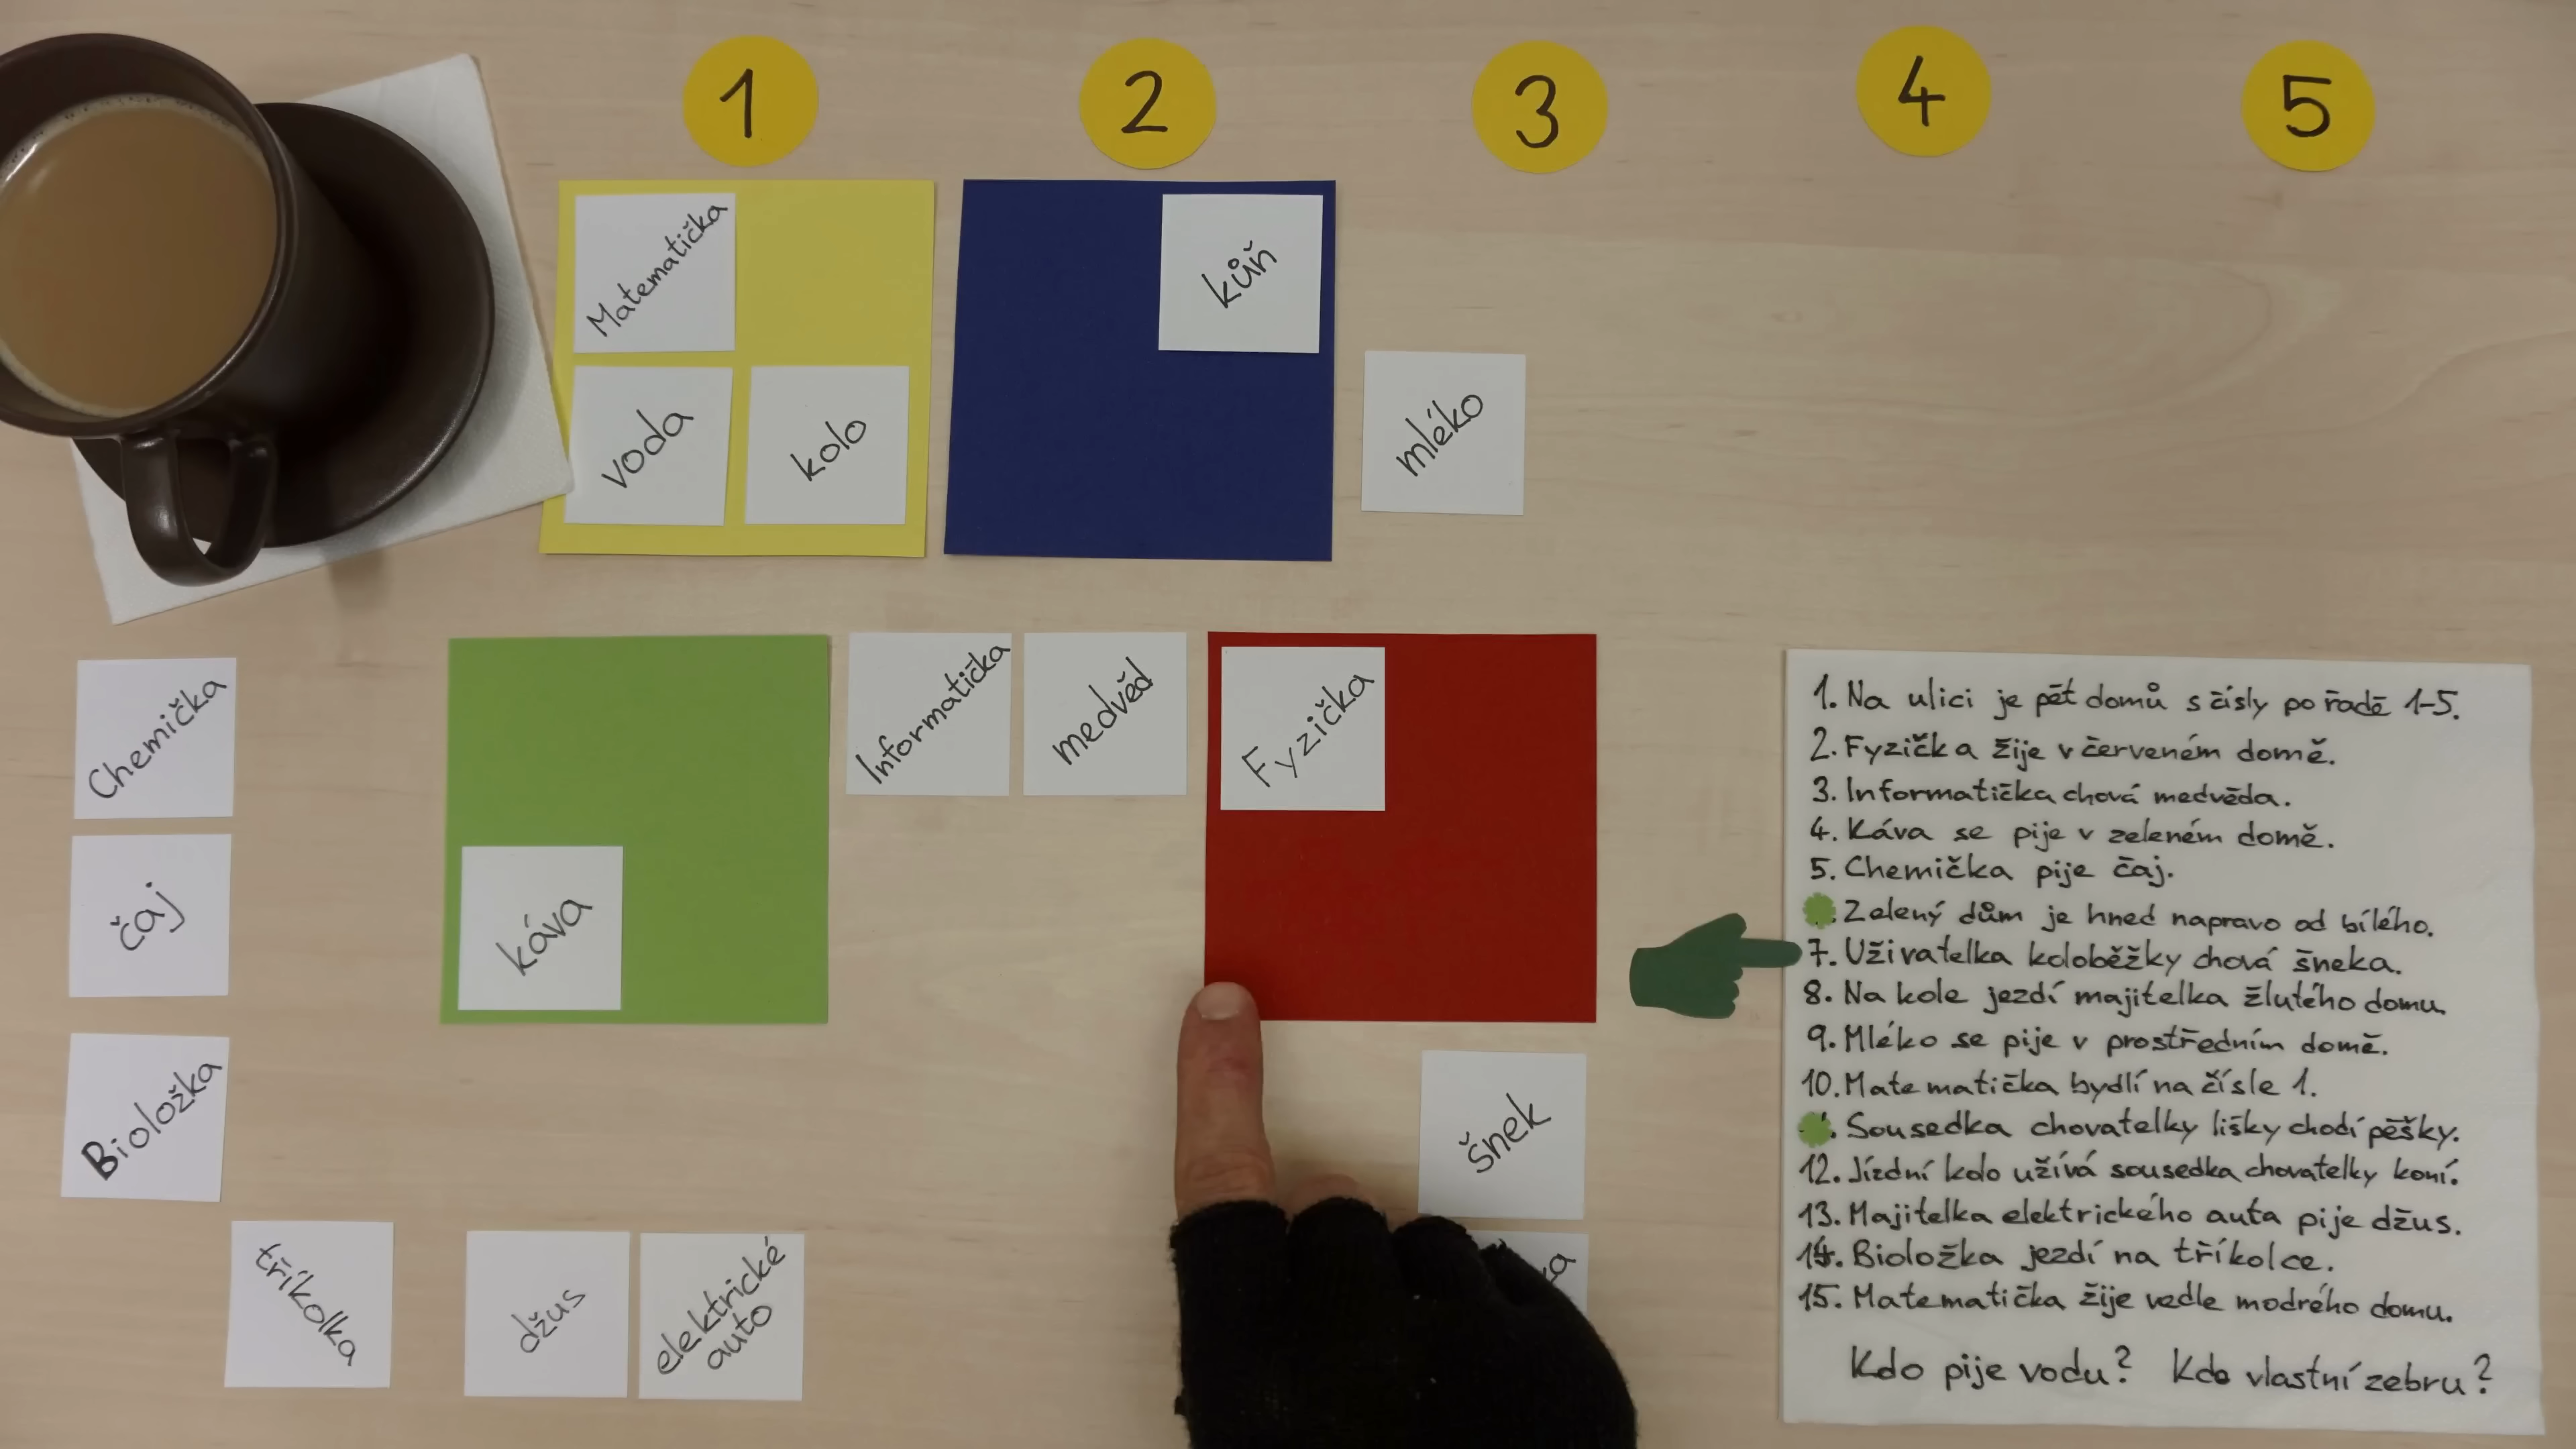 1
2
3
4
5
Matematička
kůň
voda
kolo
mléko
Chemička
Informatička
medvěd
Fyzička
čaj
káva
Bioložka
šnek
tříkolka
džus
elektrické
auto
1. Na ulici je pět domů s čísly po řadě 1-5.
2. Fyzička žije v červeném domě.
3. Informatička chová medvěda.
4. Káva se pije v zeleném domě.
5. Chemička pije čaj.
. Zelený dům je hned napravo od bílého.
7. Uživatelka koloběžky chová šneka.
8. Na kole jezdí majitelka žlutého domu.
9. Mléko se pije v prostředním domě.
10. Matematička bydlí na čísle 1.
. Sousedka chovatelky lišky chodí pěšky.
12. Jízdní kolo užívá sousedka chovatelky koní.
13. Majitelka elektrického auta pije džus.
14. Bioložka jezdí na tříkolce.
15. Matematička žije vedle modrého domu.
Kdo pije vodu? Kdo vlastní zebru?